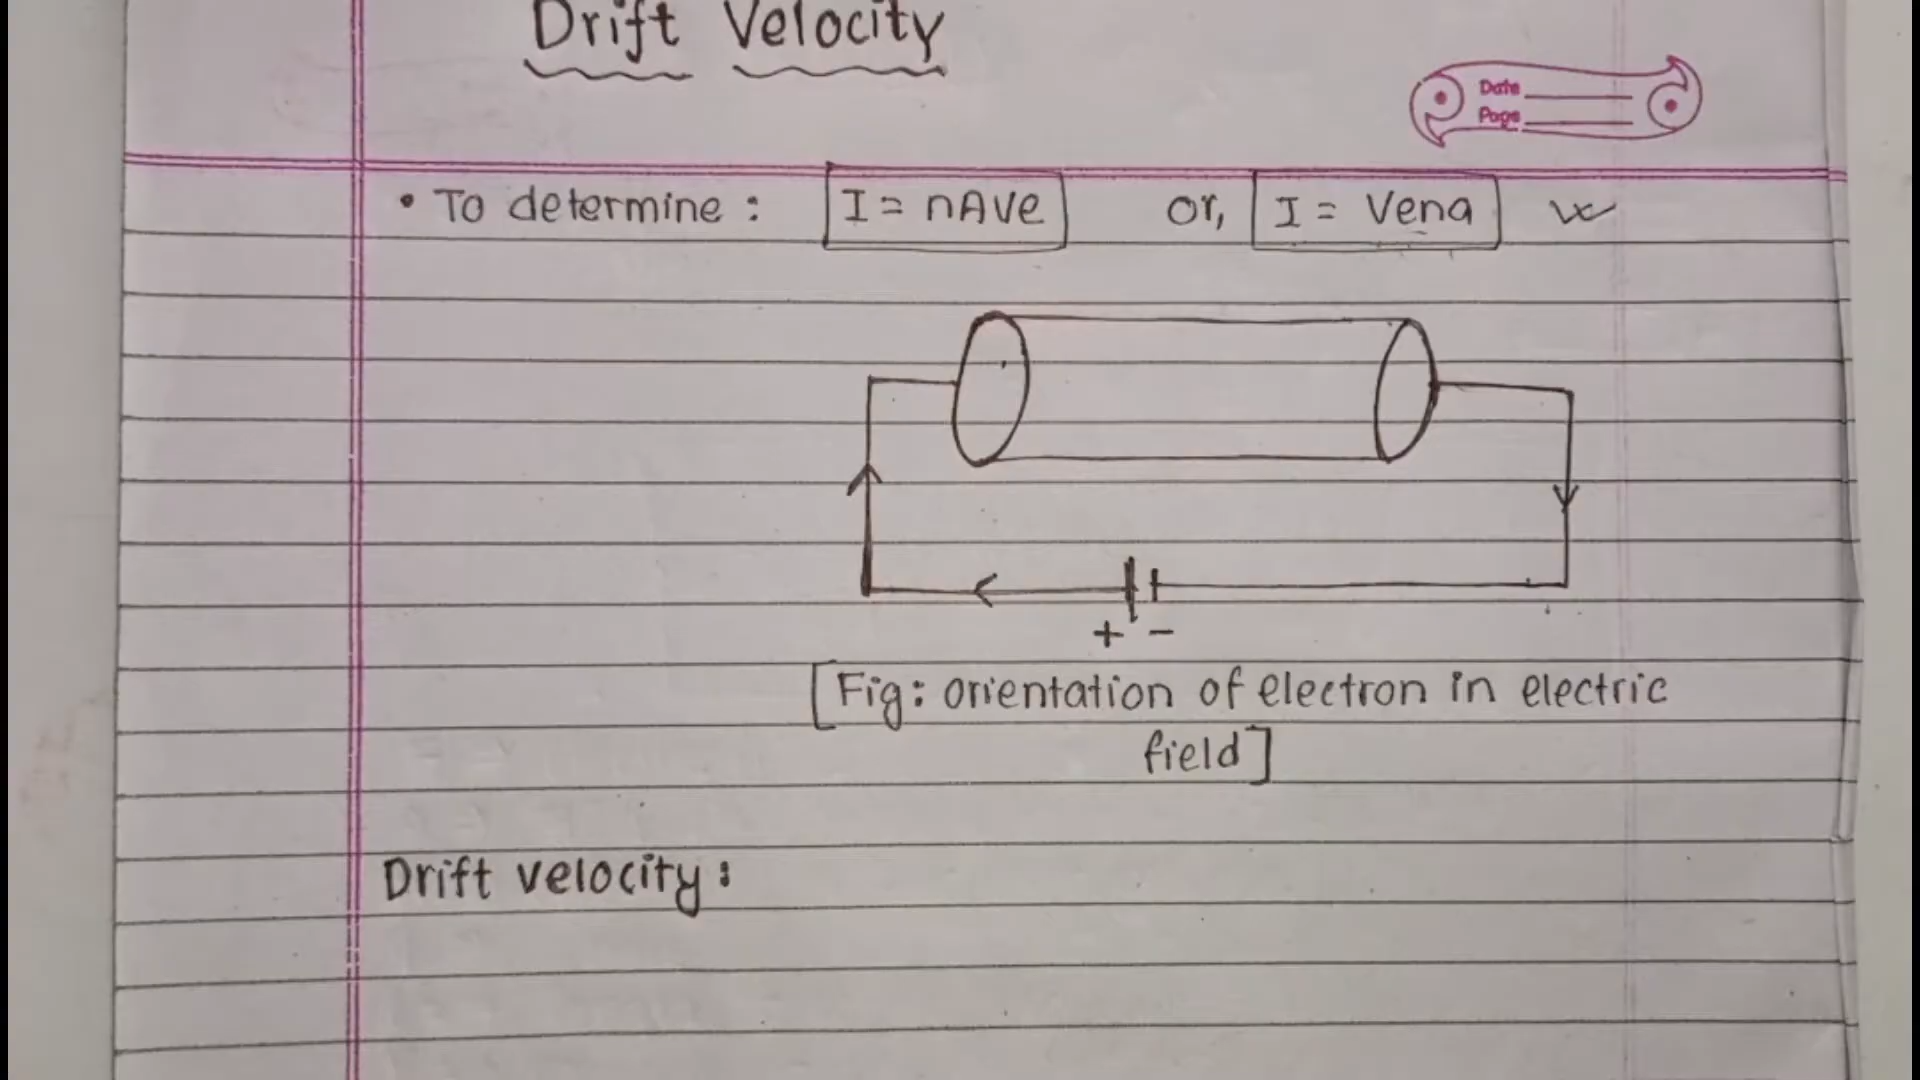 Drift Velocity
Date
Page
• To determine : I = nAve or, I = Vena
+ -
[Fig: orientation of electron in electric
field]
Drift velocity: